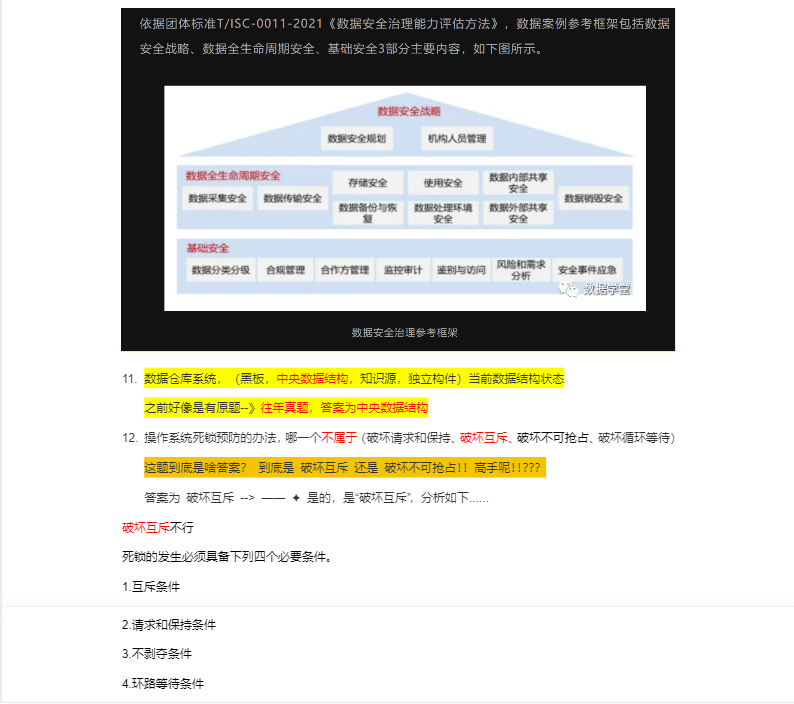 依据团体标准T/ISC-0011-2021《数据安全治理能力评估方法》，数据案例参考框架包括数据
安全战略、数据全生命周期安全、基础安全3部分主要内容，如下图所示。
数据安全战略
数据安全规划
机构人员管理
数据全生命周期安全
数据采集安全
数据传输安全
存储安全
使用安全
数据内部共享
安全
数据备份与恢
复
数据处理环境
安全
数据外部共享
安全
数据销毁安全
基础安全
数据分类分级
合规管理
合作方管理
监控审计
鉴别与访问
风险和需求
分析
安全事件应急
数据学堂
数据安全治理参考框架
11. 数据仓库系统，（黑板，中央数据结构，知识源，独立构件）当前数据结构状态
之前好像是有原题--》往年真题，答案为中央数据结构
12. 操作系统死锁预防的办法，哪一个不属于（破坏请求和保持、破坏互斥、破坏不可抢占、破坏循环等待）
这题到底是啥答案？ 到底是 破坏互斥 还是 破坏不可抢占!! 高手呢!!???
答案为 破坏互斥 --> —— ✦ 是的，是“破坏互斥”，分析如下……
破坏互斥不行
死锁的发生必须具备下列四个必要条件。
1.互斥条件
2.请求和保持条件
3.不剥夺条件
4.环路等待条件